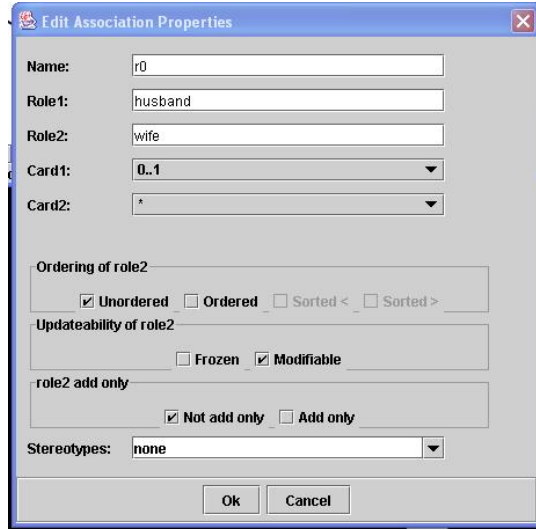 Edit Association Properties
Name: r0
Role1: husband
Role2: wife
Card1: 0..1
Card2: *
Ordering of role2
Unordered Ordered Sorted < Sorted >
Updateability of role2
Frozen Modifiable
role2 add only
Not add only Add only
Stereotypes: none
Ok Cancel